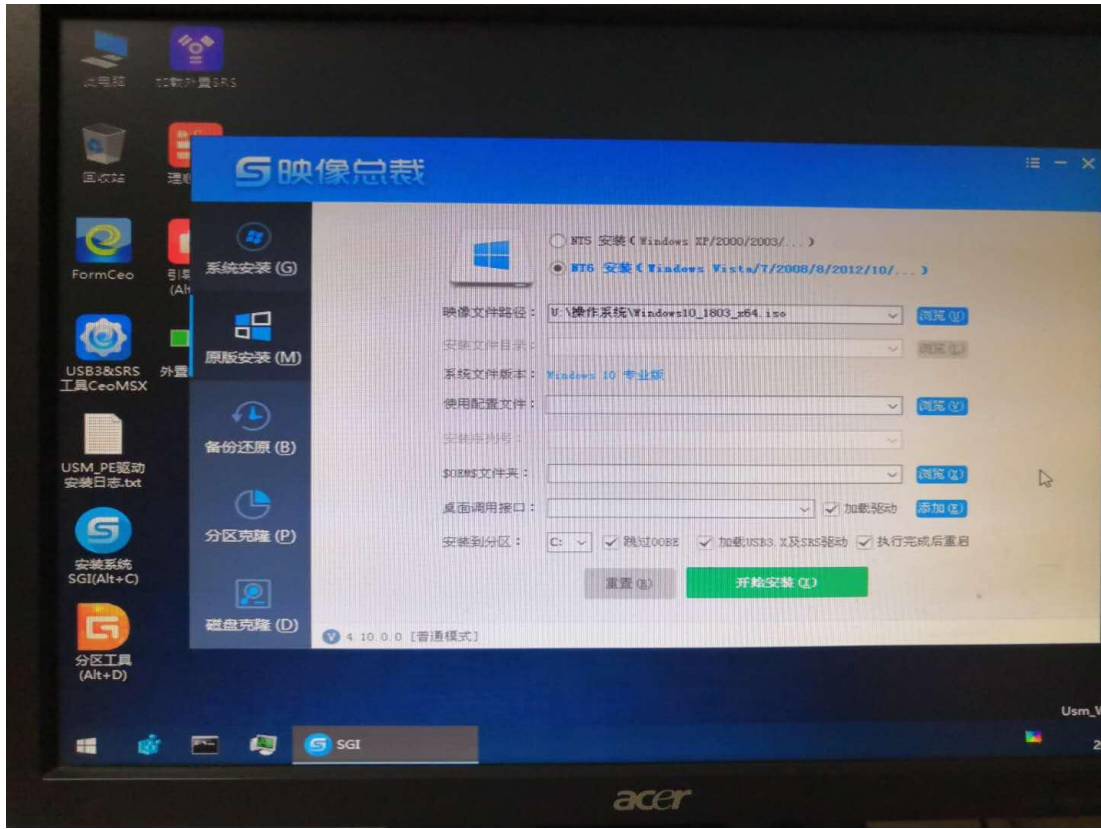 此电脑
加载外置SRS
回收站
FormCeo
USB3&SRS
工具CeoMSX
外置
USM_PE驱动
安装日志.txt
安装系统
SGI(Alt+C)
分区工具
(Alt+D)
映像总裁
系统安装 (G)
原版安装 (M)
备份还原 (B)
分区克隆 (P)
磁盘克隆 (D)
NT5 安装(Windows XP/2000/2003/...)
NT6 安装(Windows Vista/7/2008/8/2012/10/...)
映像文件路径: U:\操作系统\Windows10_1803_x64.iso 浏览(U)
安装文件目录: 浏览(L)
系统文件版本: Windows 10 专业版
使用配置文件: 浏览(V)
安装序列号:
$OEM$文件夹: 浏览(X)
桌面调用接口: 加载驱动 添加(E)
安装到分区: C: 跳过OOBE 加载USB3.X及SRS驱动 执行完成后重启
重置(R) 开始安装(I)
V 4.10.0.0 [普通模式]
SGI
acer